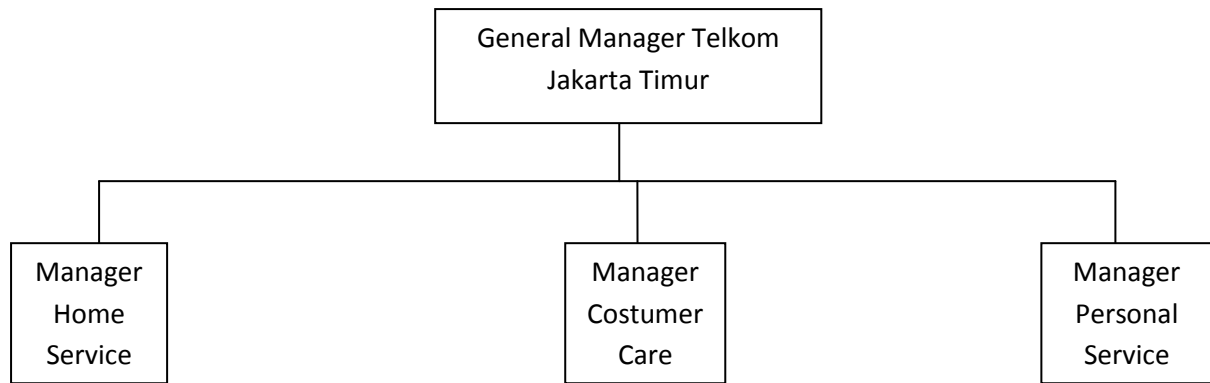 General Manager Telkom
Jakarta Timur
Manager
Home
Service
Manager
Costumer
Care
Manager
Personal
Service